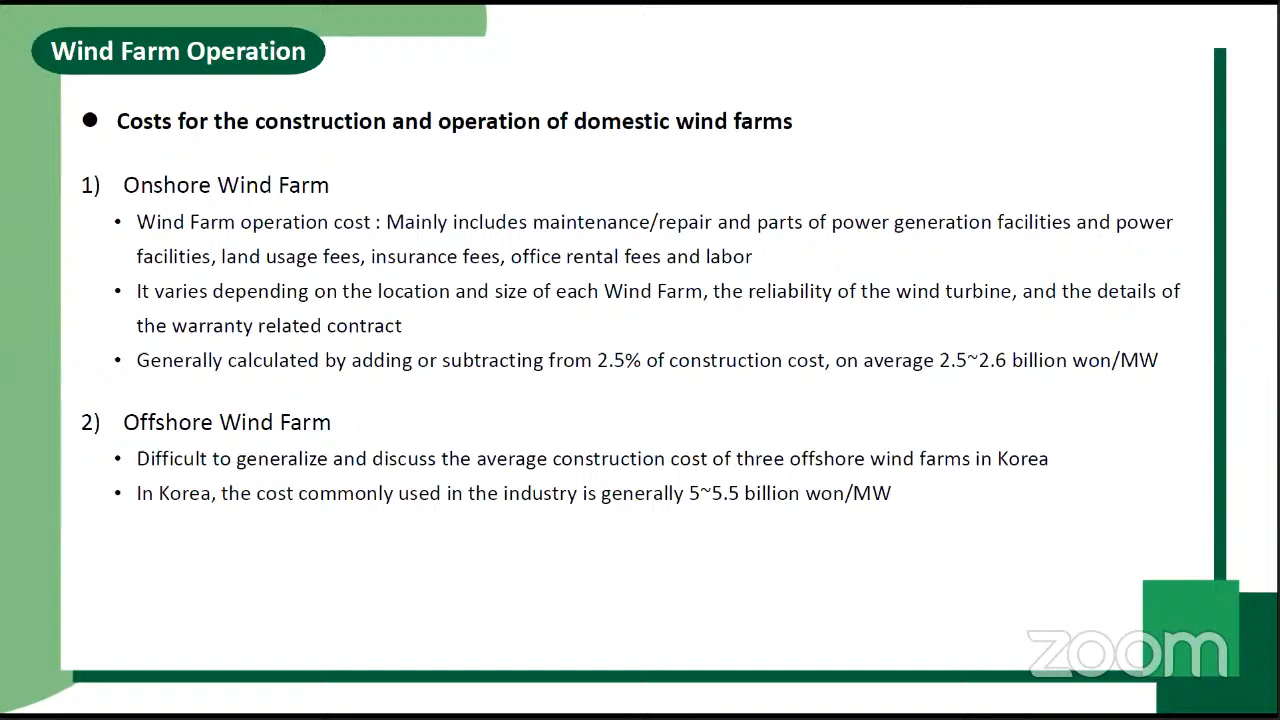 Wind Farm Operation
● Costs for the construction and operation of domestic wind farms
1) Onshore Wind Farm
• Wind Farm operation cost : Mainly includes maintenance/repair and parts of power generation facilities and power
facilities, land usage fees, insurance fees, office rental fees and labor
• It varies depending on the location and size of each Wind Farm, the reliability of the wind turbine, and the details of
the warranty related contract
• Generally calculated by adding or subtracting from 2.5% of construction cost, on average 2.5~2.6 billion won/MW
2) Offshore Wind Farm
• Difficult to generalize and discuss the average construction cost of three offshore wind farms in Korea
• In Korea, the cost commonly used in the industry is generally 5~5.5 billion won/MW
zoom